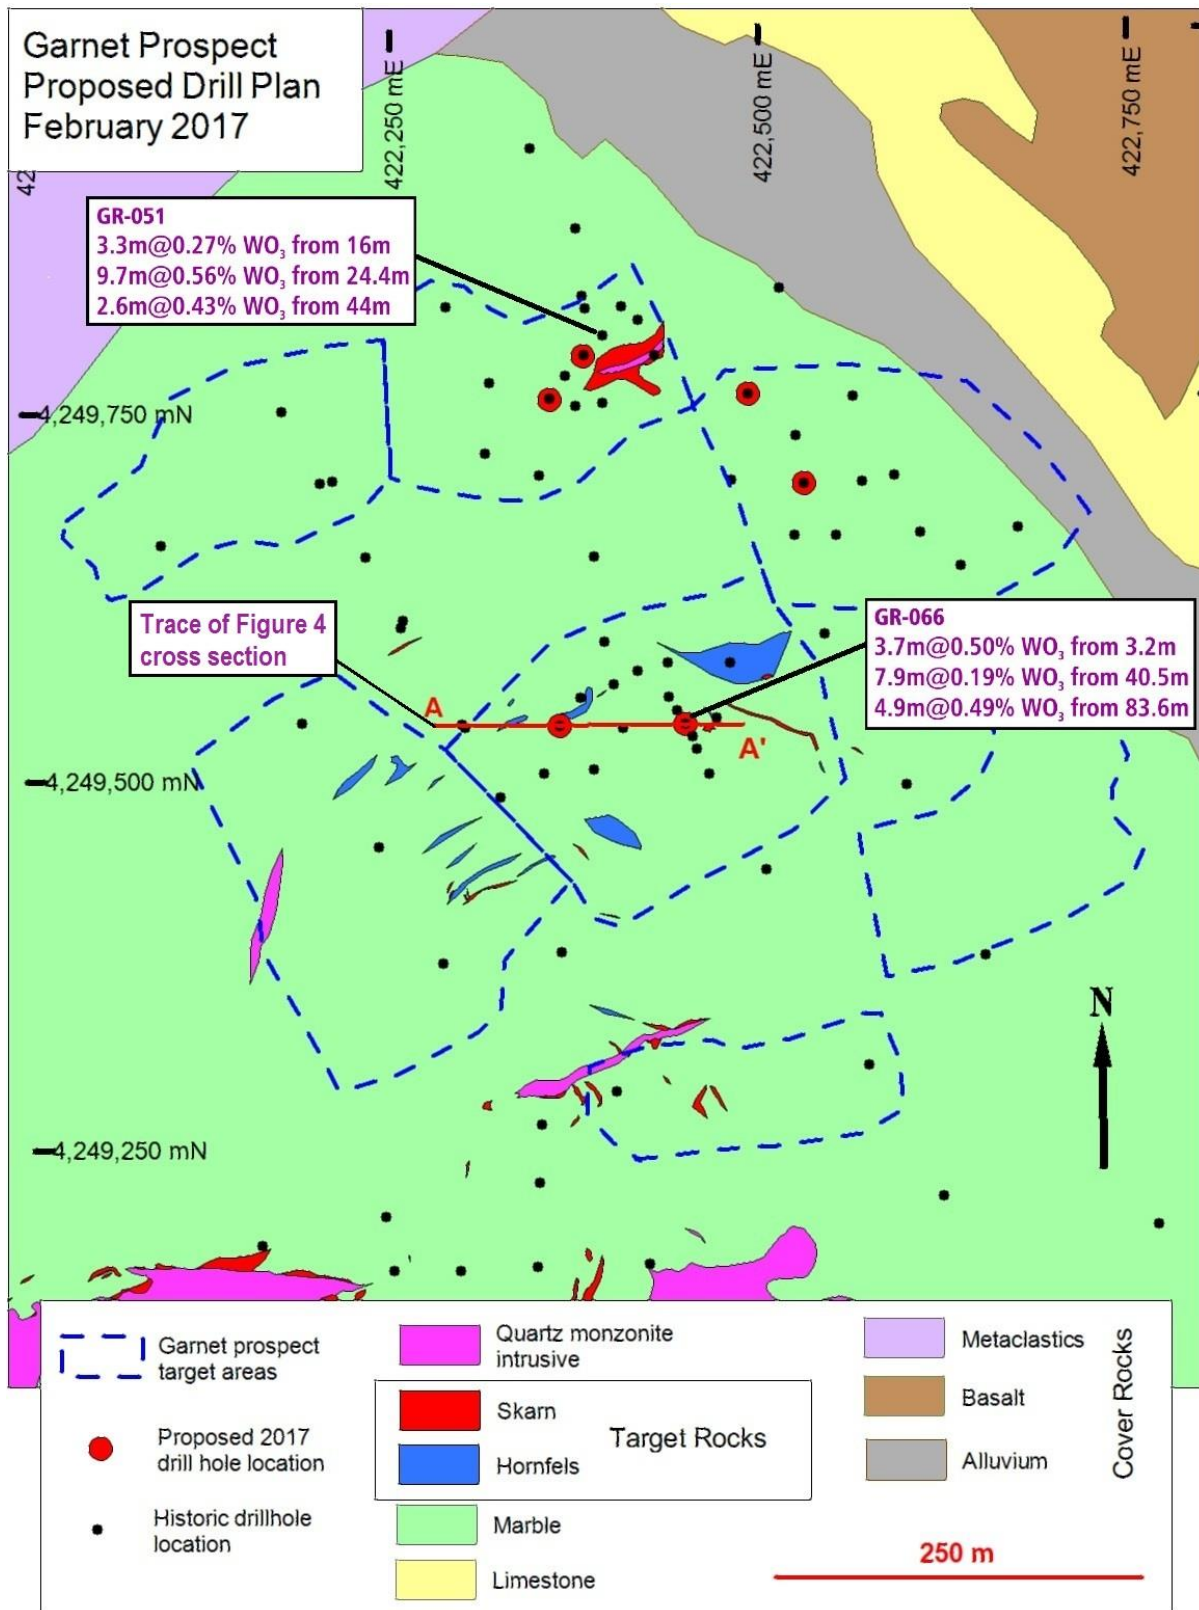 Garnet Prospect
Proposed Drill Plan
February 2017
42
422,250 mE
422,500 mE
422,750 mE
GR-051
3.3m@0.27% WO₃ from 16m
9.7m@0.56% WO₃ from 24.4m
2.6m@0.43% WO₃ from 44m
4,249,750 mN
Trace of Figure 4
cross section
GR-066
3.7m@0.50% WO₃ from 3.2m
7.9m@0.19% WO₃ from 40.5m
4.9m@0.49% WO₃ from 83.6m
A
A'
4,249,500 mN
N
4,249,250 mN
Garnet prospect
target areas
Proposed 2017
drill hole location
Historic drillhole
location
Quartz monzonite
intrusive
Skarn
Hornfels
Target Rocks
Marble
Limestone
Metaclastics
Basalt
Alluvium
Cover Rocks
250 m